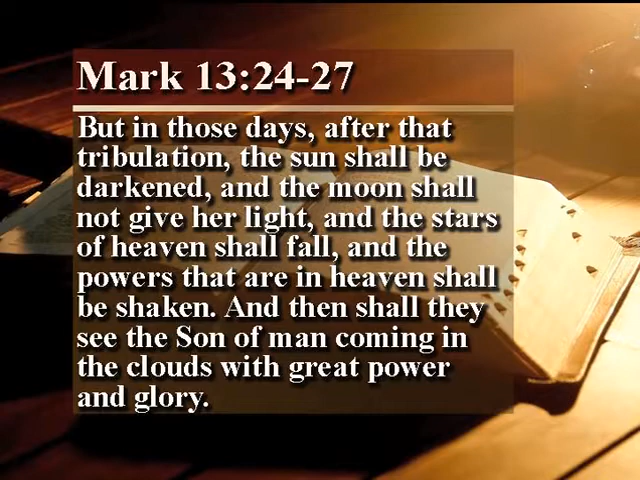 Mark 13:24-27
But in those days, after that
tribulation, the sun shall be
darkened, and the moon shall
not give her light, and the stars
of heaven shall fall, and the
powers that are in heaven shall
be shaken. And then shall they
see the Son of man coming in
the clouds with great power
and glory.